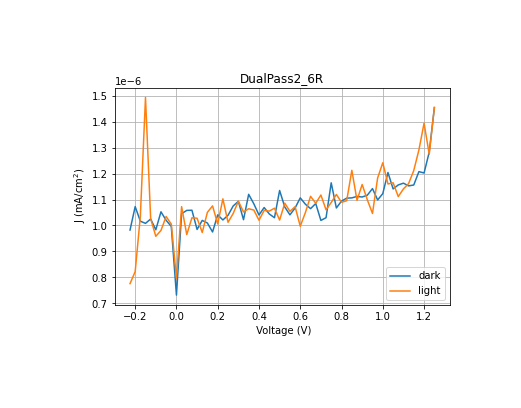 DualPass2_6R
1e−6
1.5
1.4
1.3
1.2
1.1
1.0
0.9
0.8
0.7
J (mA/cm²)
−0.2 0.0 0.2 0.4 0.6 0.8 1.0 1.2
Voltage (V)
dark
light